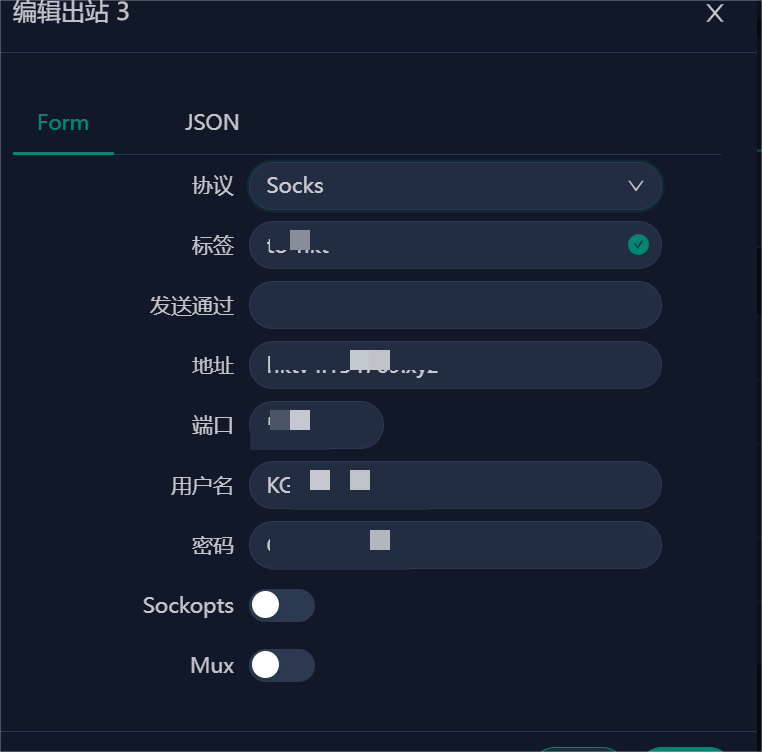 编辑出站 3
Form JSON
协议 Socks
标签
发送通过
地址
端口
用户名 KG
密码
Sockopts
Mux